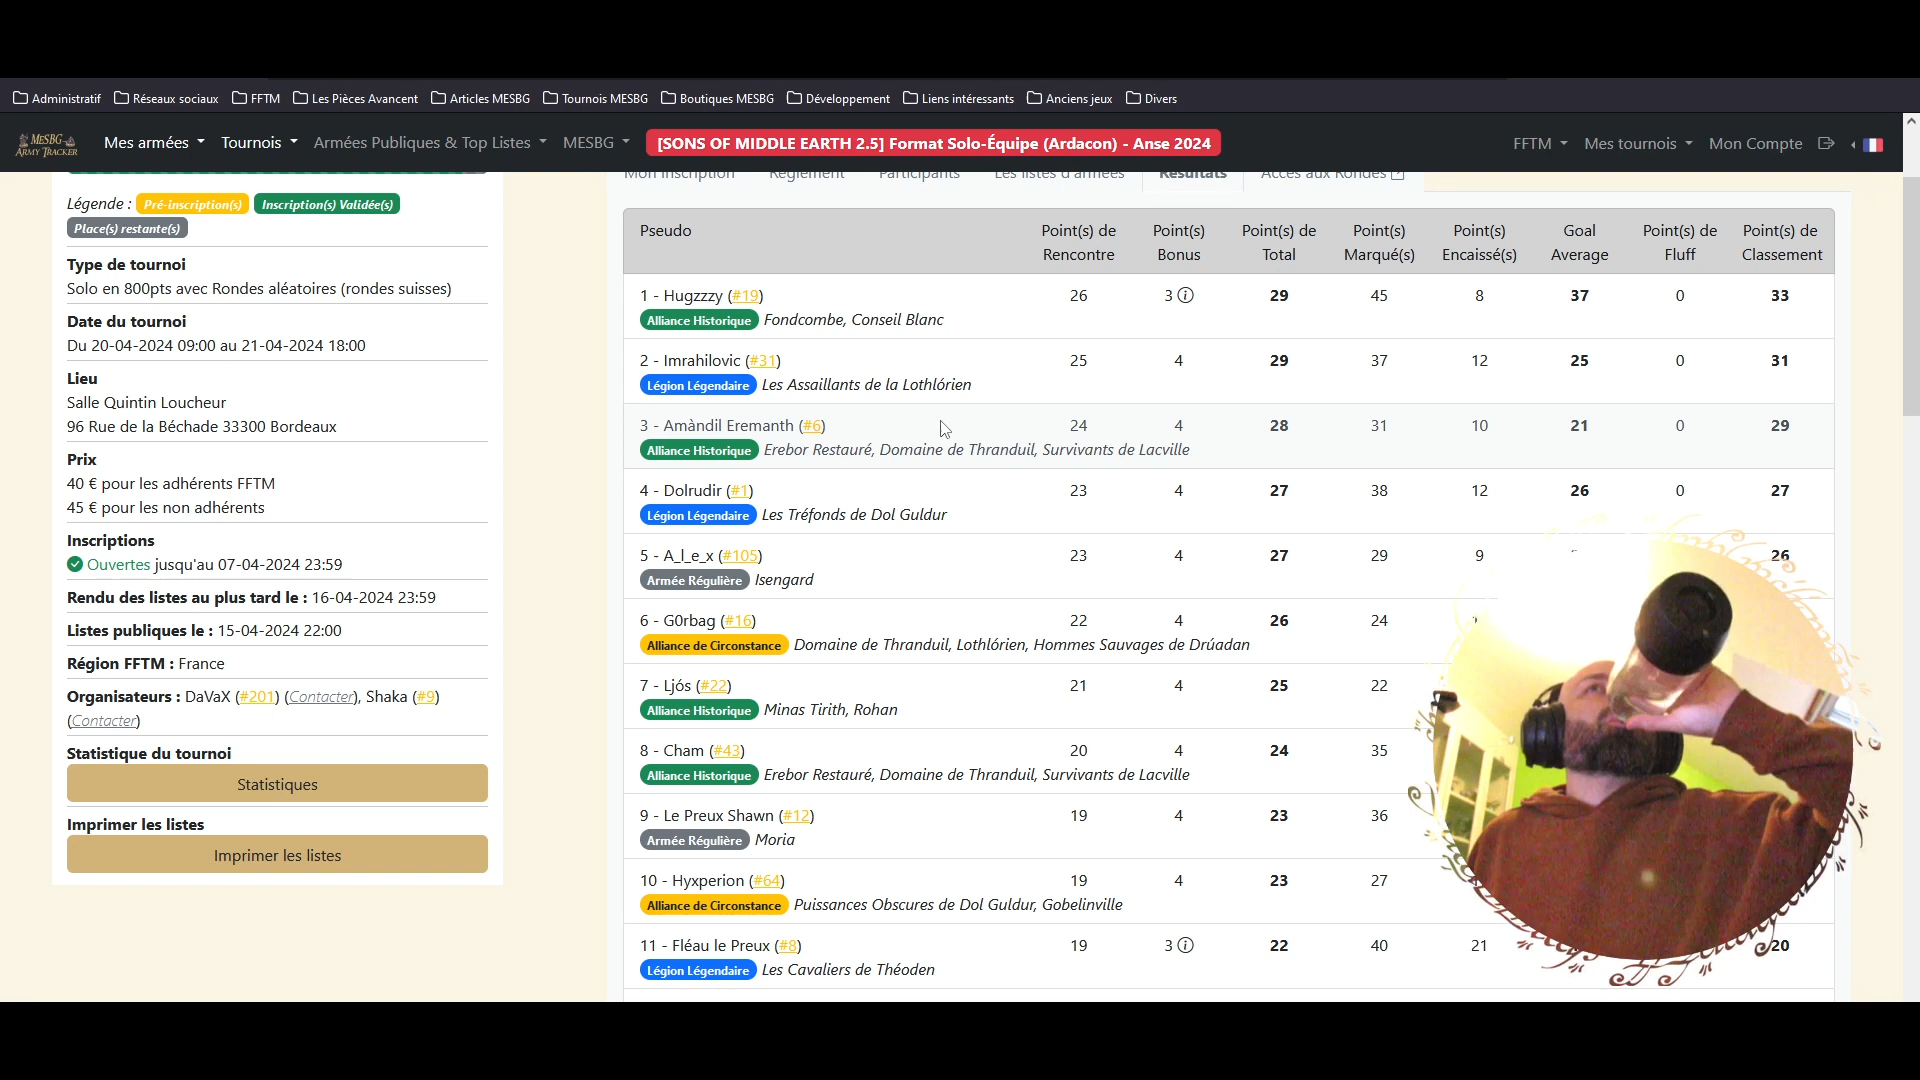 Administratif Réseaux sociaux FFTM Les Pièces Avancent Articles MESBG Tournois MESBG Boutiques MESBG Développement Liens intéressants Anciens jeux Divers
MESBG ARMY TRACKER Mes armées Tournois Armées Publiques & Top Listes MESBG [SONS OF MIDDLE EARTH 2.5] Format Solo-Équipe (Ardacon) - Anse 2024 FFTM Mes tournois Mon Compte
Mon inscription Règlement Participants Les listes d'armées Résultats Accès aux Rondes
Légende : Pré-inscription(s) Inscription(s) Validée(s)
Place(s) restante(s)
Type de tournoi
Solo en 800pts avec Rondes aléatoires (rondes suisses)
Date du tournoi
Du 20-04-2024 09:00 au 21-04-2024 18:00
Lieu
Salle Quintin Loucheur
96 Rue de la Béchade 33300 Bordeaux
Prix
40 € pour les adhérents FFTM
45 € pour les non adhérents
Inscriptions
Ouvertes jusqu'au 07-04-2024 23:59
Rendu des listes au plus tard le : 16-04-2024 23:59
Listes publiques le : 15-04-2024 22:00
Région FFTM : France
Organisateurs : DaVaX (#201) (Contacter), Shaka (#9)
(Contacter)
Statistique du tournoi
Statistiques
Imprimer les listes
Imprimer les listes
Pseudo Point(s) de Rencontre Point(s) Bonus Point(s) de Total Point(s) Marqué(s) Point(s) Encaissé(s) Goal Average Point(s) de Fluff Point(s) de Classement
1 - Hugzzzy (#19) 26 3 29 45 8 37 0 33
Alliance Historique Fondcombe, Conseil Blanc
2 - Imrahilovic (#31) 25 4 29 37 12 25 0 31
Légion Légendaire Les Assaillants de la Lothlórien
3 - Amàndil Eremanth (#6) 24 4 28 31 10 21 0 29
Alliance Historique Erebor Restauré, Domaine de Thranduil, Survivants de Lacville
4 - Dolrudir (#1) 23 4 27 38 12 26 0 27
Légion Légendaire Les Tréfonds de Dol Guldur
5 - A_l_e_x (#105) 23 4 27 29 9 26
Armée Régulière Isengard
6 - G0rbag (#16) 22 4 26 24
Alliance de Circonstance Domaine de Thranduil, Lothlórien, Hommes Sauvages de Drúadan
7 - Ljós (#22) 21 4 25 22
Alliance Historique Minas Tirith, Rohan
8 - Cham (#43) 20 4 24 35
Alliance Historique Erebor Restauré, Domaine de Thranduil, Survivants de Lacville
9 - Le Preux Shawn (#12) 19 4 23 36
Armée Régulière Moria
10 - Hyxperion (#64) 19 4 23 27
Alliance de Circonstance Puissances Obscures de Dol Guldur, Gobelinville
11 - Fléau le Preux (#8) 19 3 22 40 21 20
Légion Légendaire Les Cavaliers de Théoden